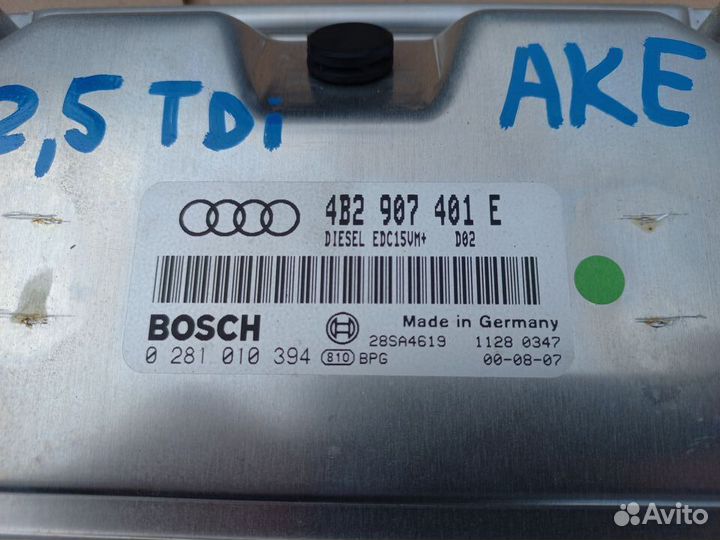 2,5 TDi AKE
4B2 907 401 E
DIESEL EDC15VM+ D02
BOSCH
Made in Germany
28SA4619 1128 0347
0 281 010 394 810 BPG 00-08-07
Avito